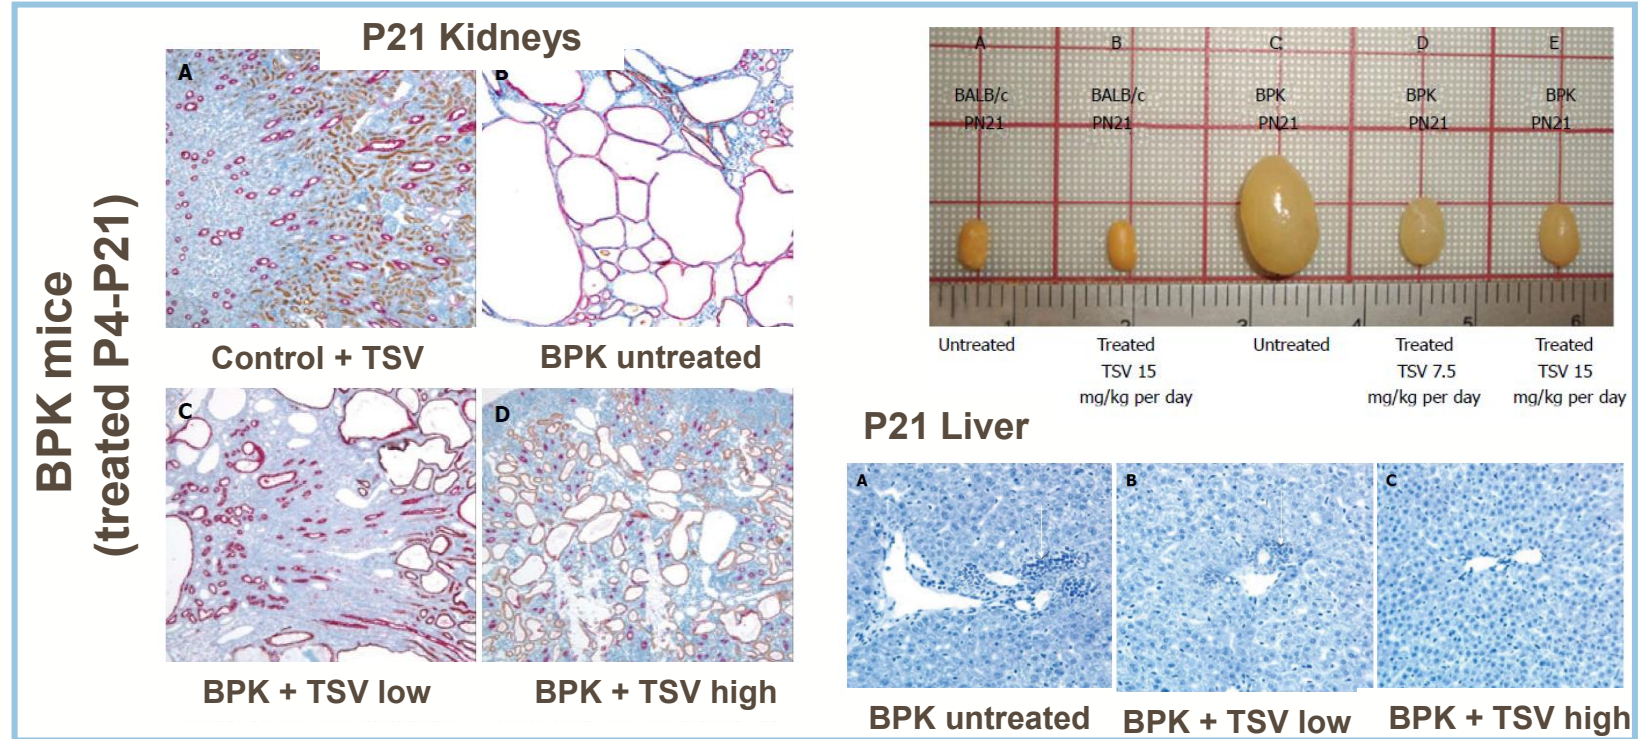 P21 Kidneys
BPK mice
(treated P4-P21)
A
B
Control + TSV
BPK untreated
C
D
BPK + TSV low
BPK + TSV high
A B C D E
BALB/c BALB/c BPK BPK BPK
PN21 PN21 PN21 PN21 PN21
1 2 3 4 5 6
Untreated
Treated
TSV 15
mg/kg per day
Untreated
Treated
TSV 7.5
mg/kg per day
Treated
TSV 15
mg/kg per day
P21 Liver
A
B
C
BPK untreated
BPK + TSV low
BPK + TSV high